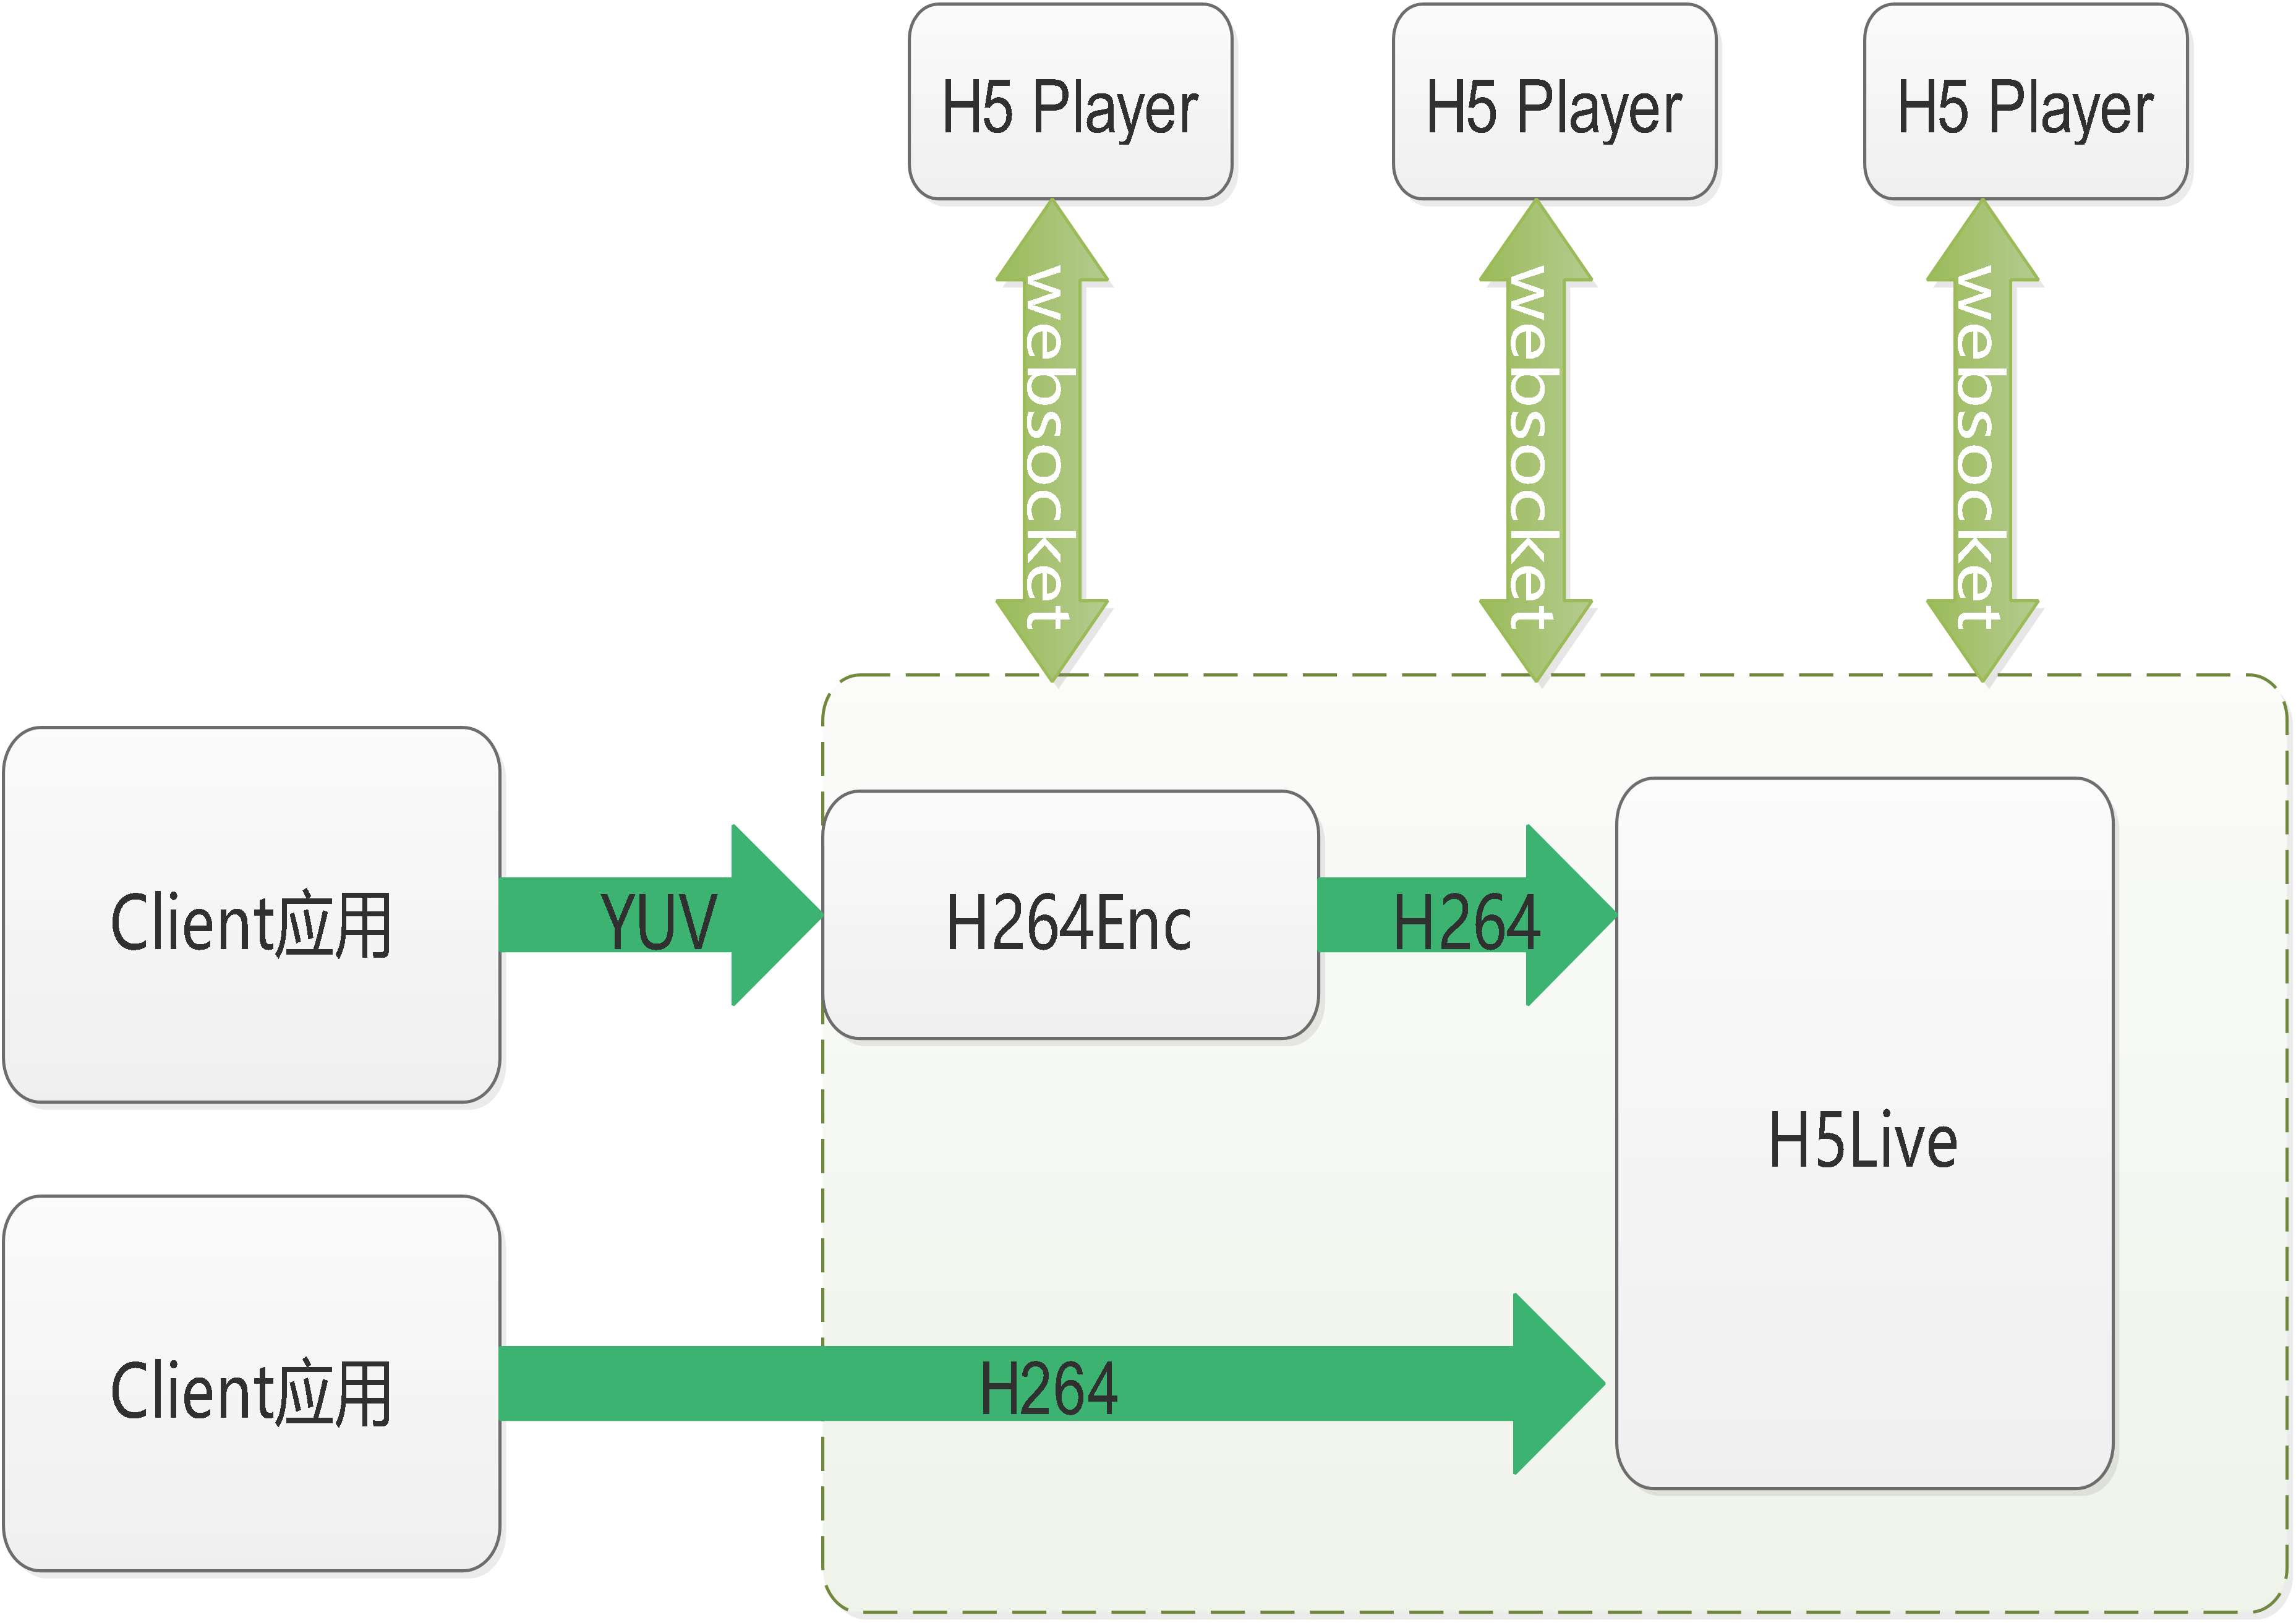 H5 Player
H5 Player
H5 Player
websocket
websocket
websocket
Client应用
YUV
H264Enc
H264
H5Live
Client应用
H264